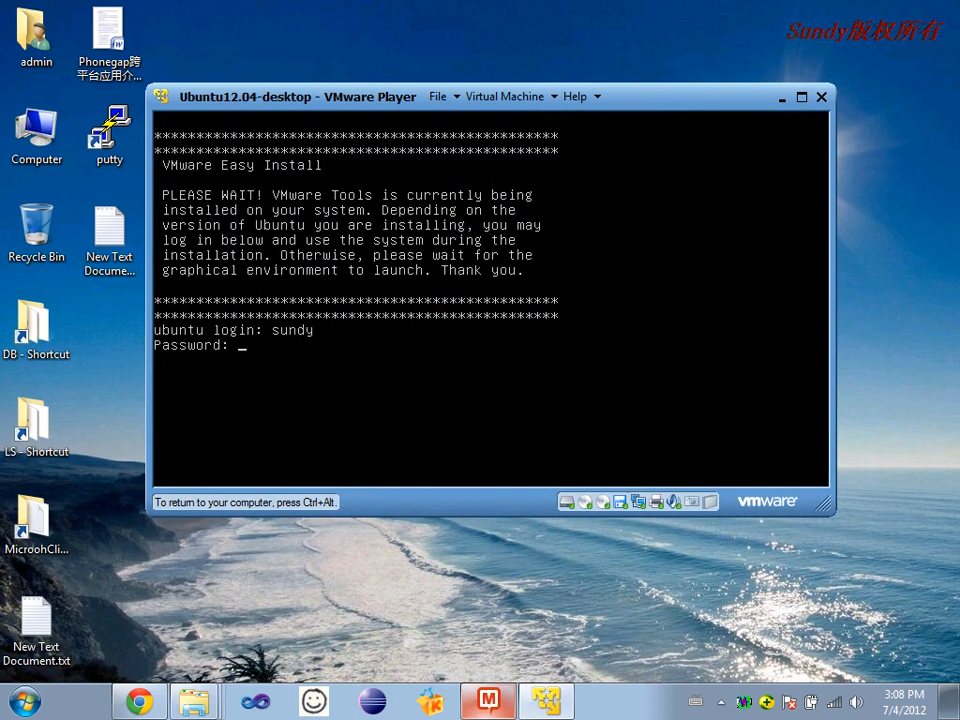 Sundy版权所有
admin
Phonegap跨
平台应用介...
Computer
putty
Recycle Bin
New Text
Docume...
DB - Shortcut
LS - Shortcut
MicroohCli...
New Text
Document.txt
Ubuntu12.04-desktop - VMware Player File Virtual Machine Help
**************************************************
**************************************************
VMware Easy Install
PLEASE WAIT! VMware Tools is currently being
installed on your system. Depending on the
version of Ubuntu you are installing, you may
log in below and use the system during the
installation. Otherwise, please wait for the
graphical environment to launch. Thank you.
**************************************************
**************************************************
ubuntu login: sundy
Password: _
To return to your computer, press Ctrl+Alt.
vmware
3:08 PM
7/4/2012